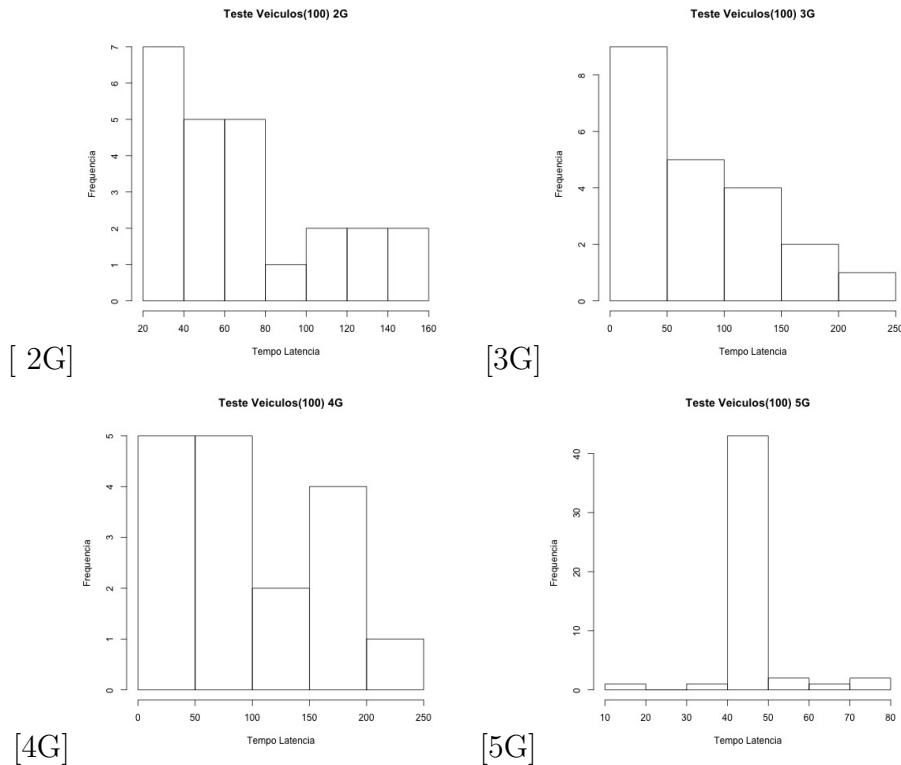 Teste Veiculos(100) 2G
Frequencia
0 1 2 3 4 5 6 7
20 40 60 80 100 120 140 160
Tempo Latencia
[ 2G]
Teste Veiculos(100) 3G
Frequencia
0 2 4 6 8
0 50 100 150 200 250
Tempo Latencia
[3G]
Teste Veiculos(100) 4G
Frequencia
0 1 2 3 4 5
0 50 100 150 200 250
Tempo Latencia
[4G]
Teste Veiculos(100) 5G
Frequencia
0 10 20 30 40
10 20 30 40 50 60 70 80
Tempo Latencia
[5G]